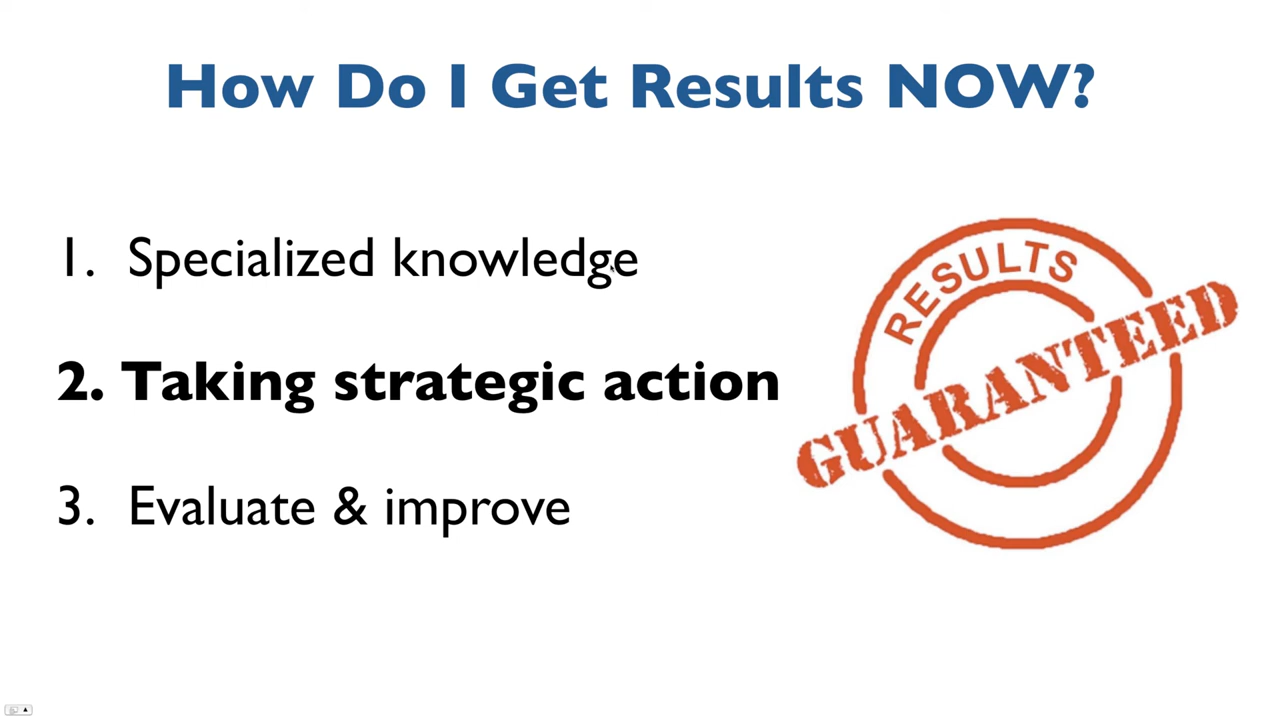 How Do I Get Results NOW?
1. Specialized knowledge
2. Taking strategic action
3. Evaluate & improve
RESULTS
GUARANTEED